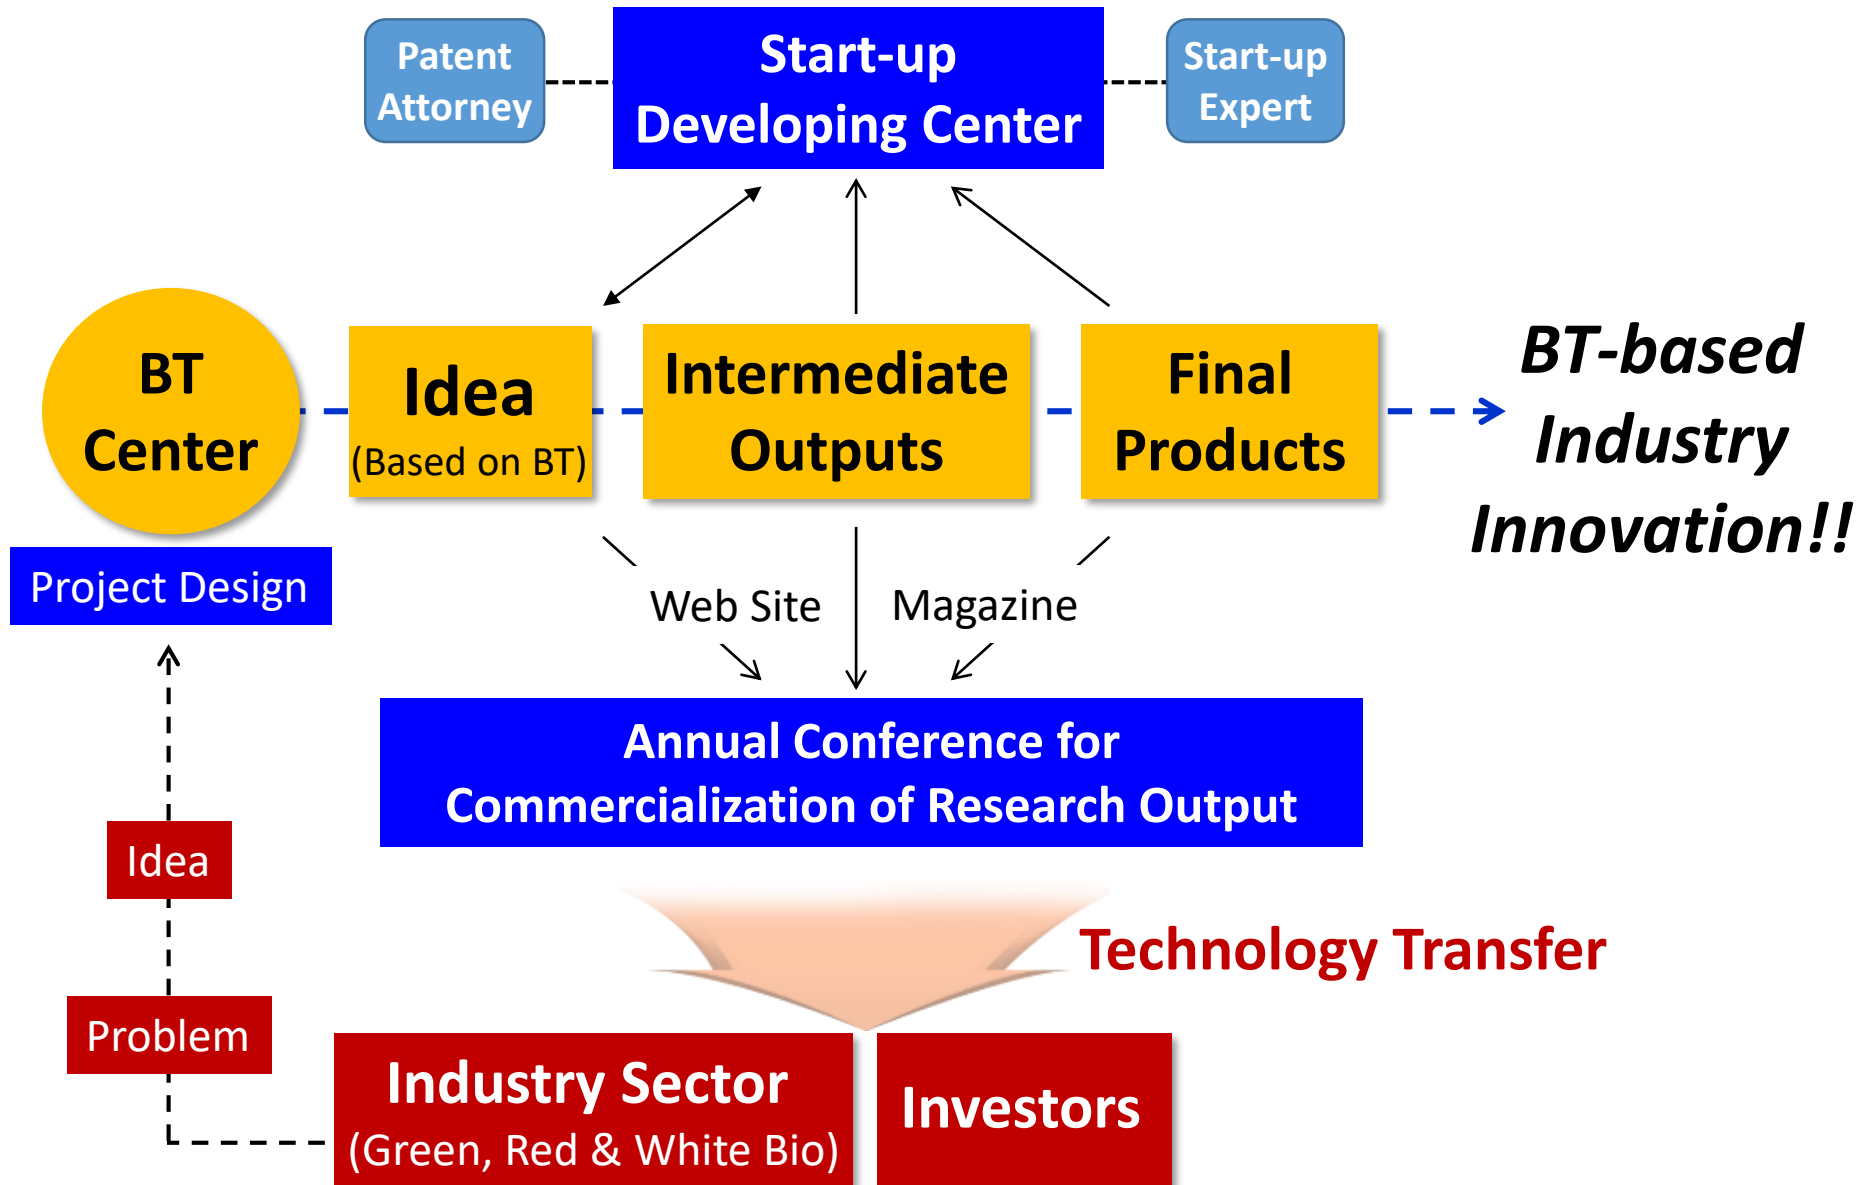 Patent
Attorney
Start-up
Developing Center
Start-up
Expert
BT
Center
Idea
(Based on BT)
Intermediate
Outputs
Final
Products
BT-based
Industry
Innovation!!
Project Design
Web Site
Magazine
Annual Conference for
Commercialization of Research Output
Idea
Technology Transfer
Problem
Industry Sector
(Green, Red & White Bio)
Investors